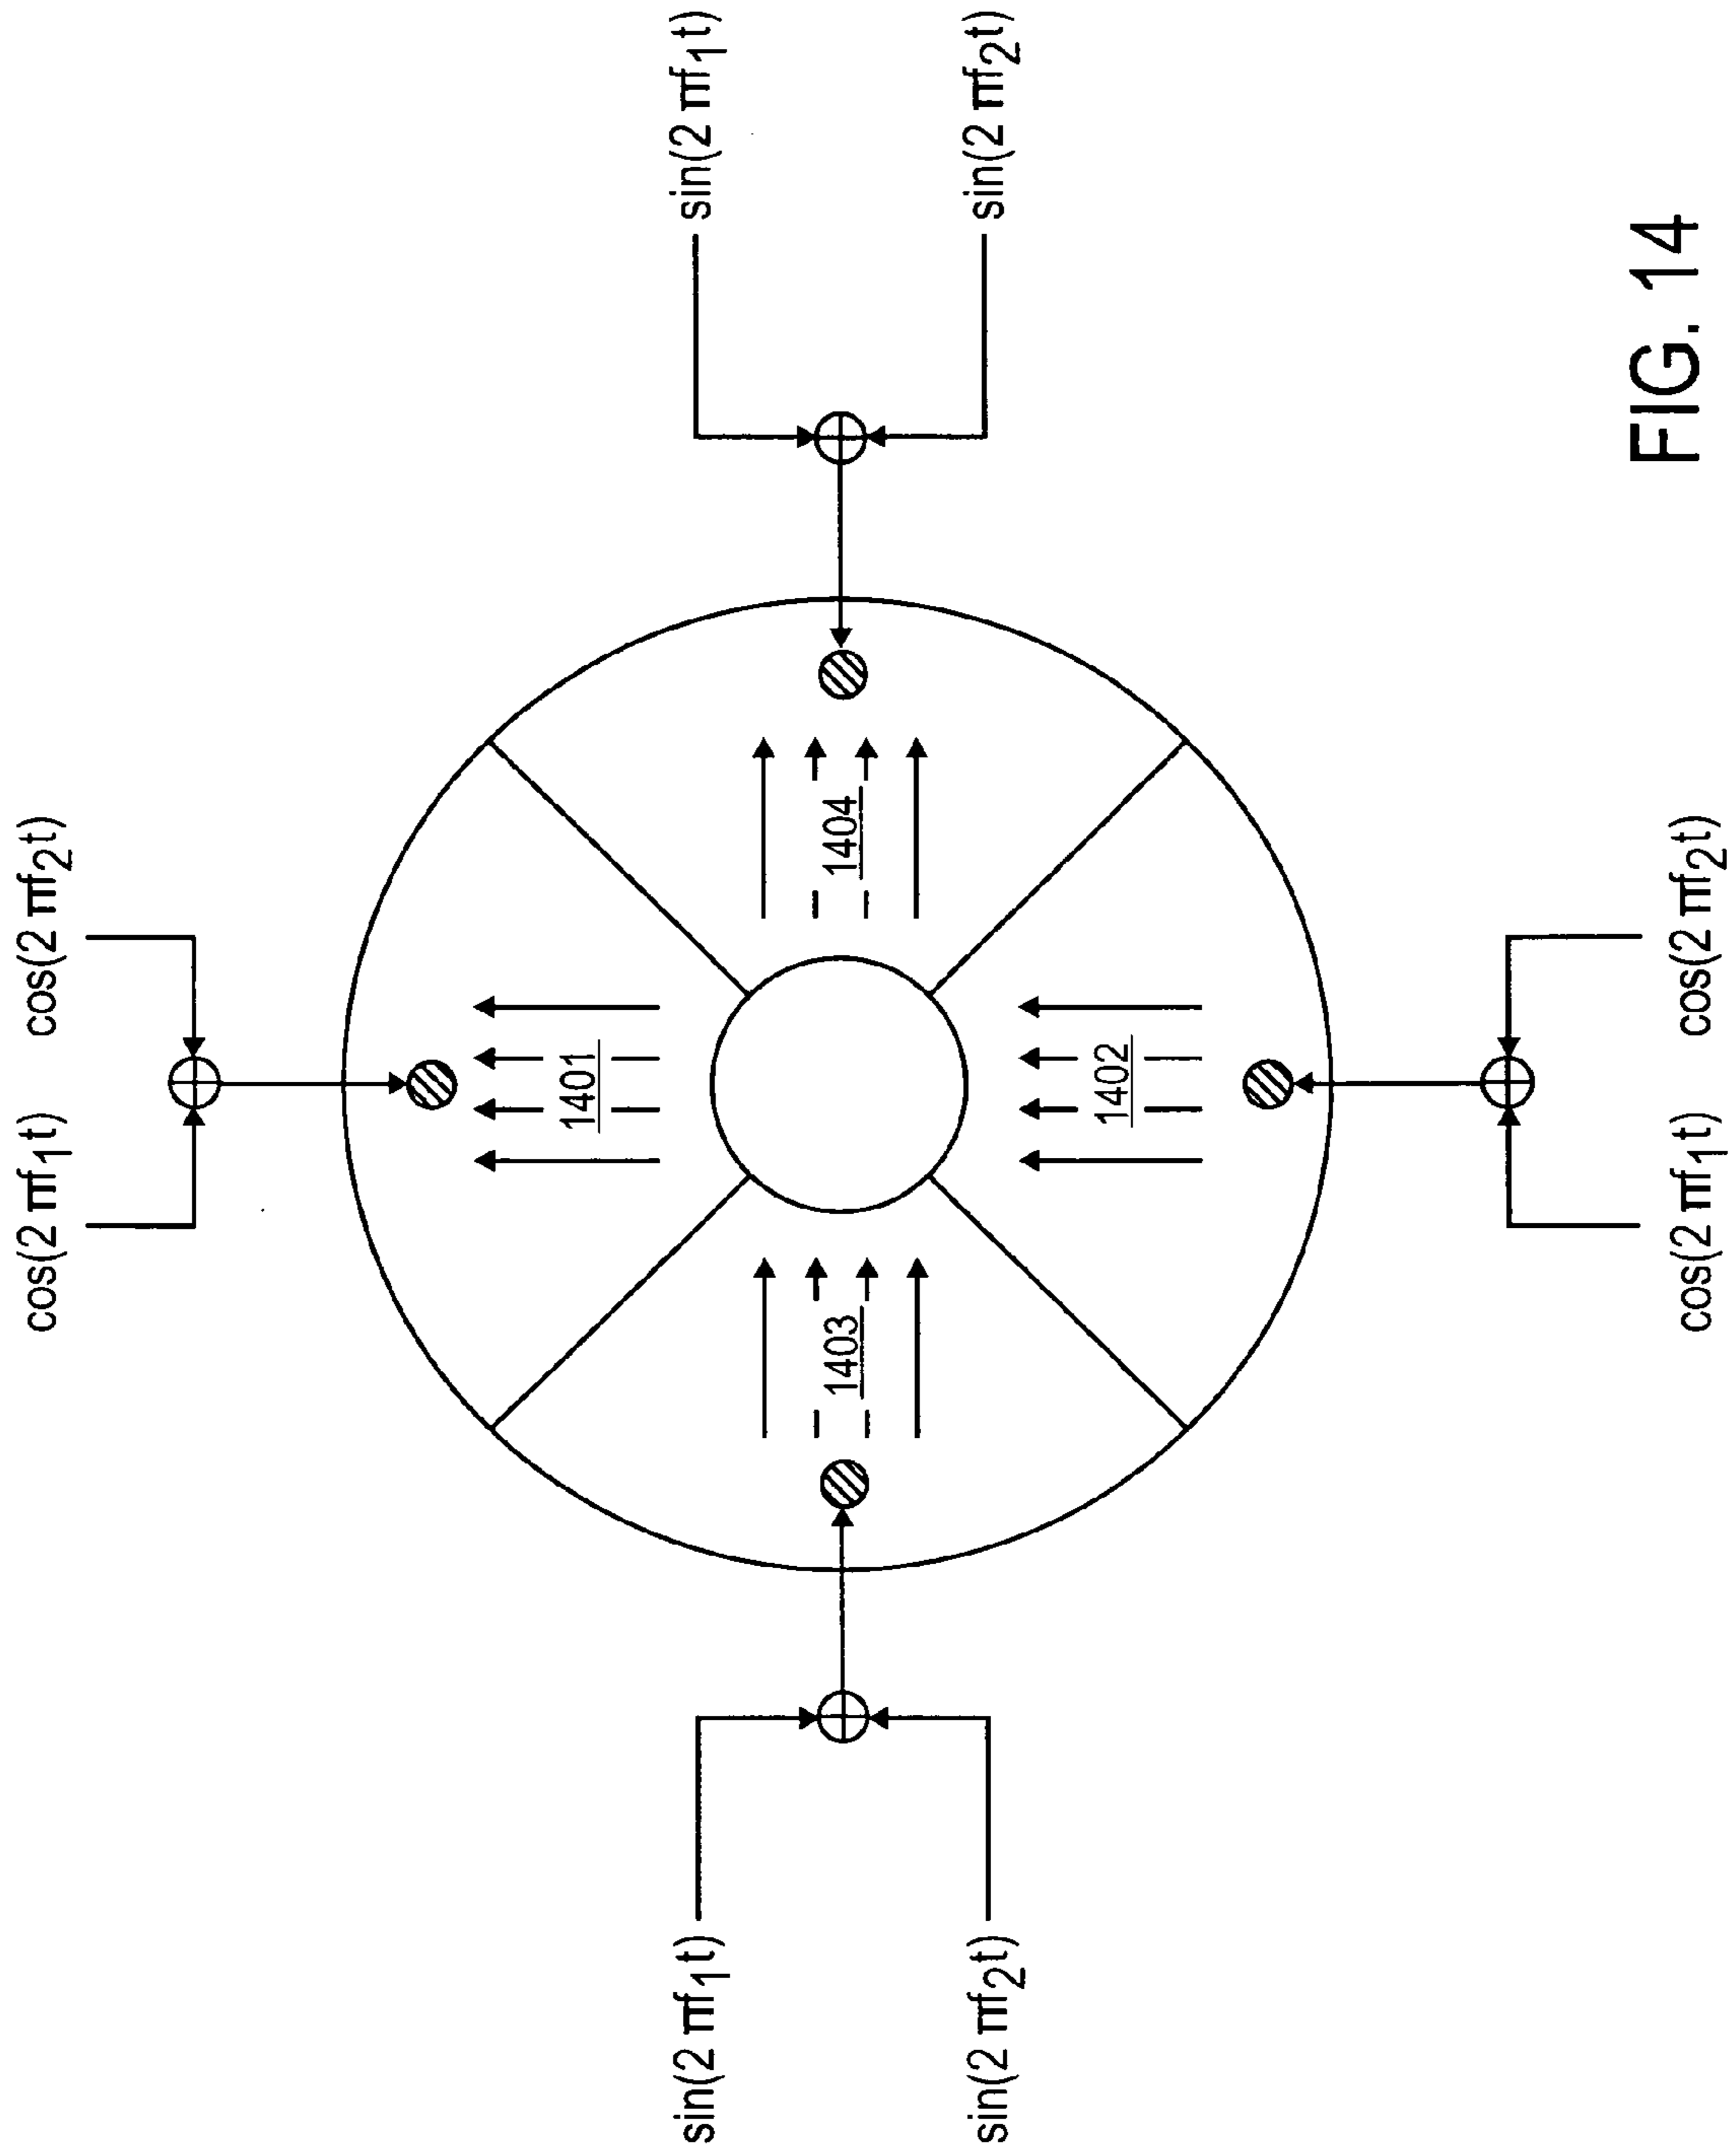 cos(2 πf₁t) cos(2 πf₂t)
1401
sin(2 πf₁t) sin(2 πf₁t)
1403 1404
sin(2 πf₂t) sin(2 πf₂t)
1402
cos(2 πf₁t) cos(2 πf₂t)
FIG. 14